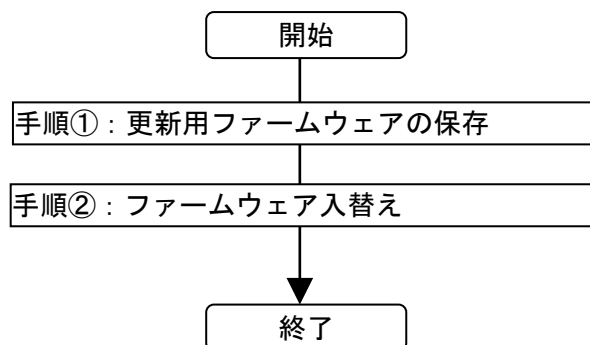 開始
手順①：更新用ファームウェアの保存
手順②：ファームウェア入替え
終了